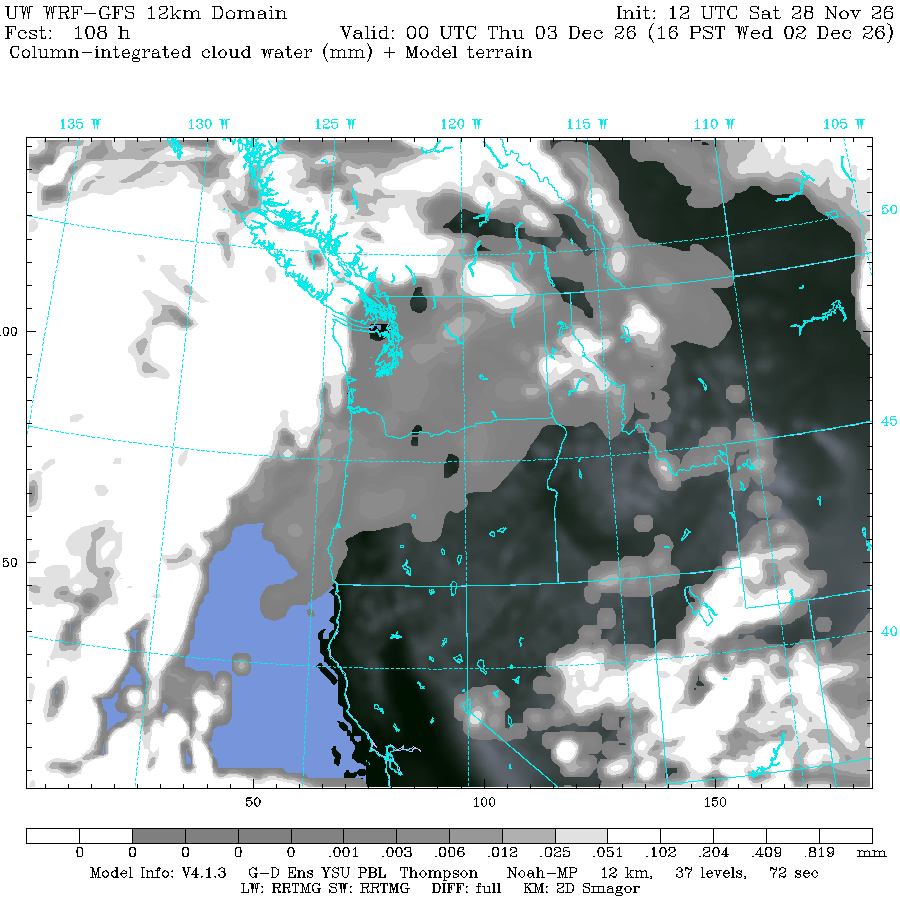 UW WRF-GFS 12km Domain Init: 12 UTC Sat 28 Nov 26
Fcst: 108 h Valid: 00 UTC Thu 03 Dec 26 (16 PST Wed 02 Dec 26)
Column-integrated cloud water (mm) + Model terrain
135 W 130 W 125 W 120 W 115 W 110 W 105 W
50
00
45
50
40
50 100 150
0 0 0 0 .001 .003 .006 .012 .025 .051 .102 .204 .409 .819 mm
Model Info: V4.1.3 G-D Ens YSU PBL Thompson Noah-MP 12 km, 37 levels, 72 sec
LW: RRTMG SW: RRTMG DIFF: full KM: 2D Smagor